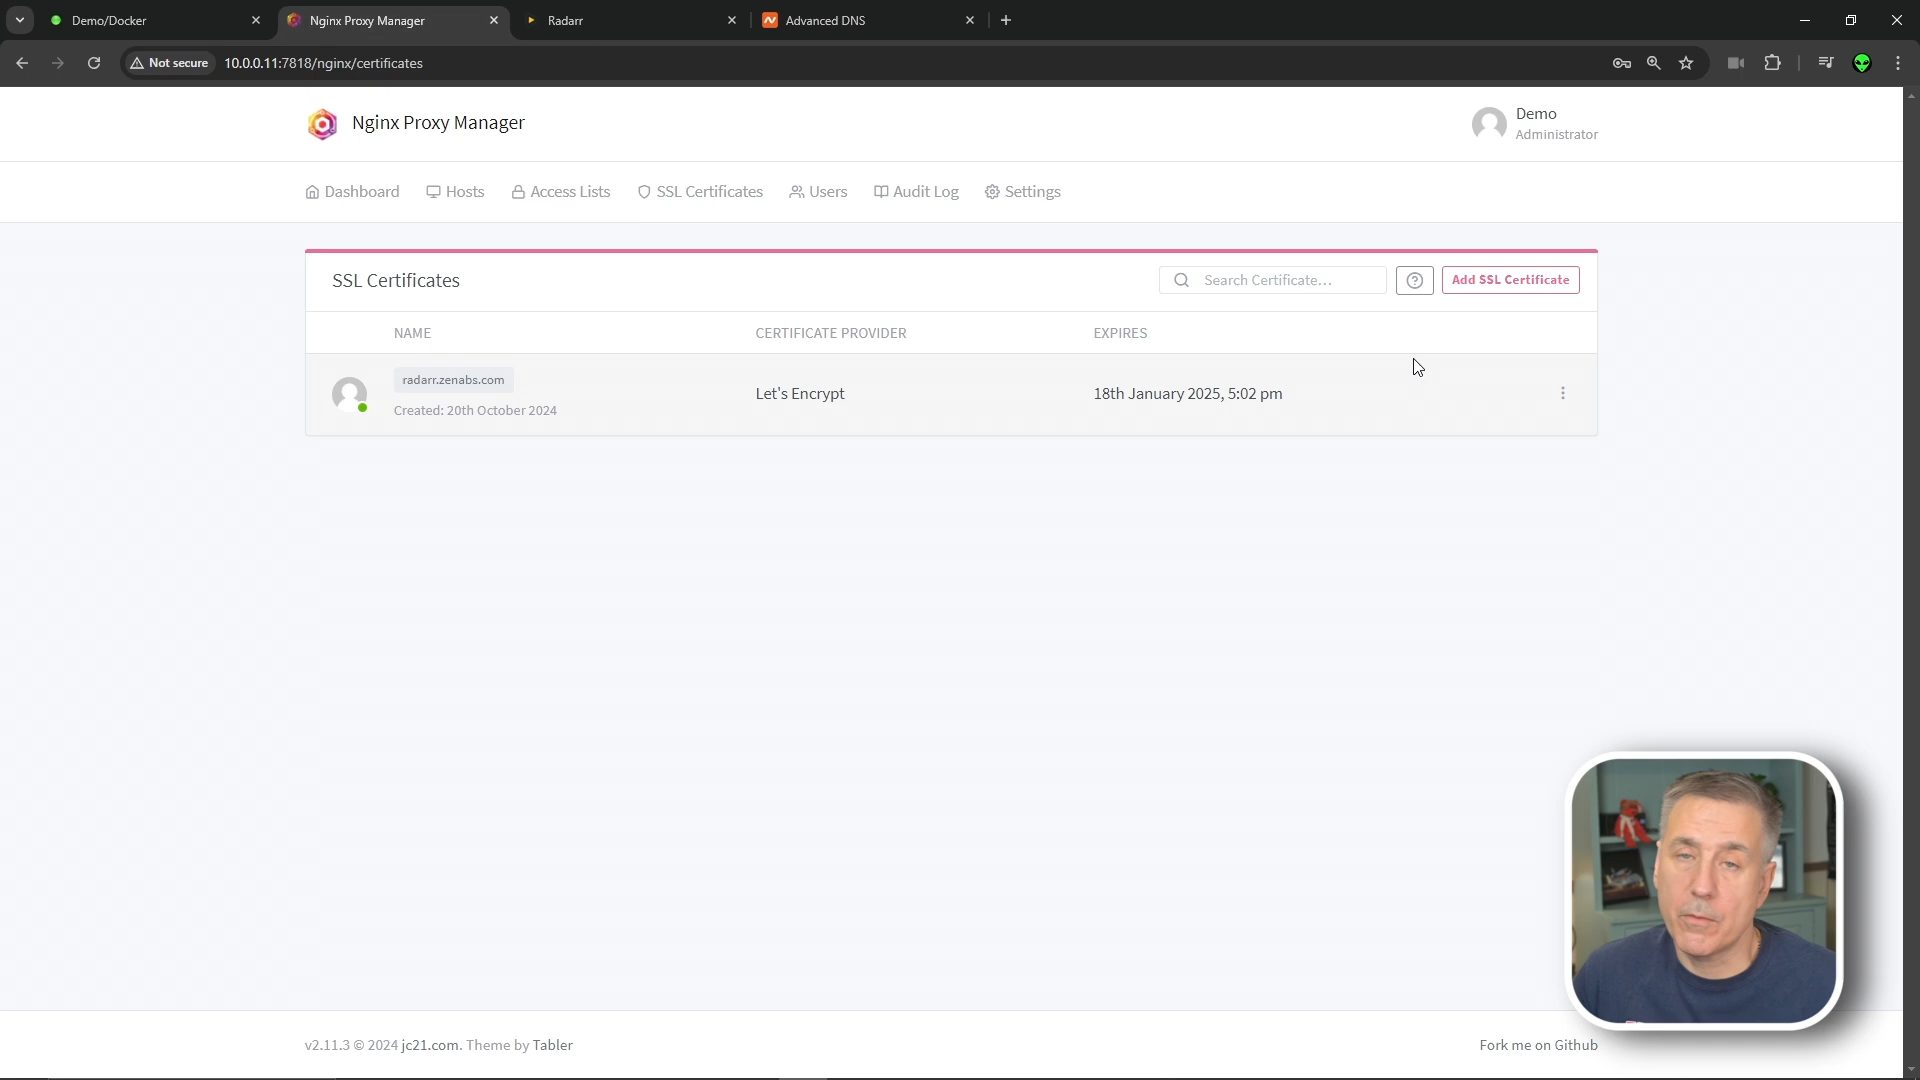 Demo/Docker
Nginx Proxy Manager
Radarr
Advanced DNS
Not secure
10.0.0.11:7818/nginx/certificates
Nginx Proxy Manager
Demo
Administrator
Dashboard
Hosts
Access Lists
SSL Certificates
Users
Audit Log
Settings
SSL Certificates
Search Certificate...
Add SSL Certificate
NAME
CERTIFICATE PROVIDER
EXPIRES
radarr.zenabs.com
Created: 20th October 2024
Let's Encrypt
18th January 2025, 5:02 pm
v2.11.3 © 2024 jc21.com. Theme by Tabler
Fork me on Github